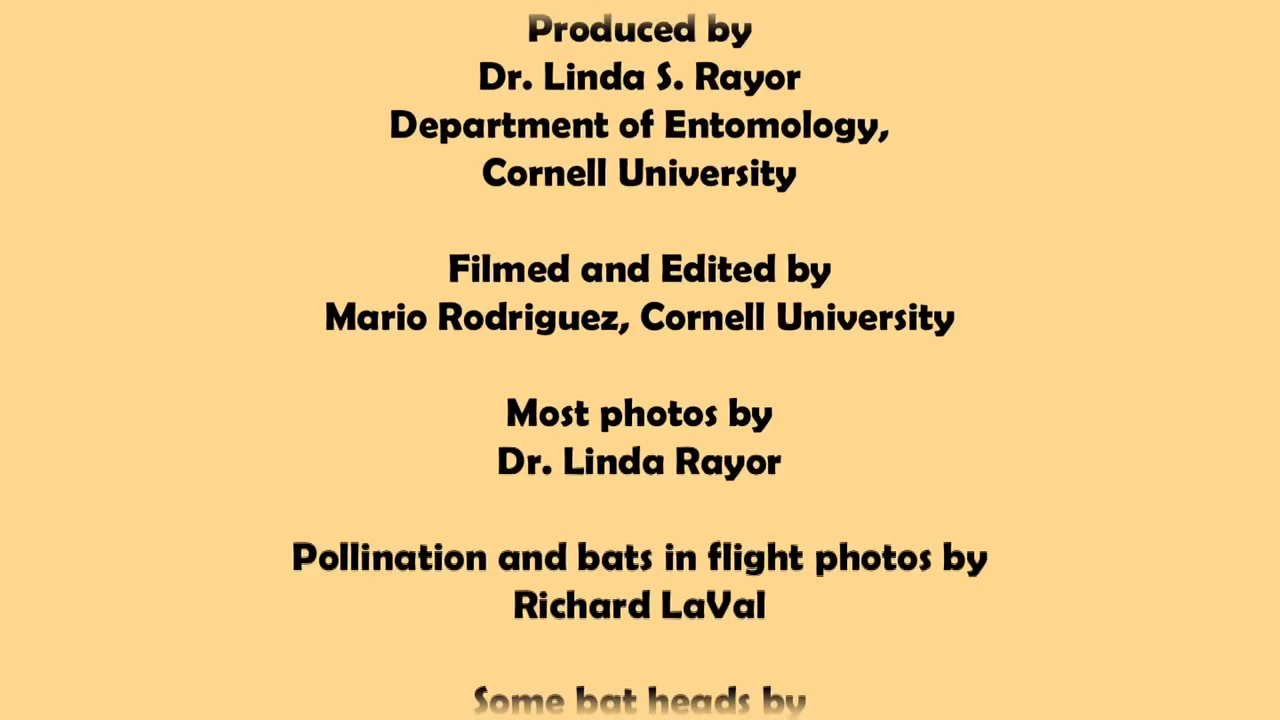 Produced by
Dr. Linda S. Rayor
Department of Entomology,
Cornell University
Filmed and Edited by
Mario Rodriguez, Cornell University
Most photos by
Dr. Linda Rayor
Pollination and bats in flight photos by
Richard LaVal
Some bat heads by